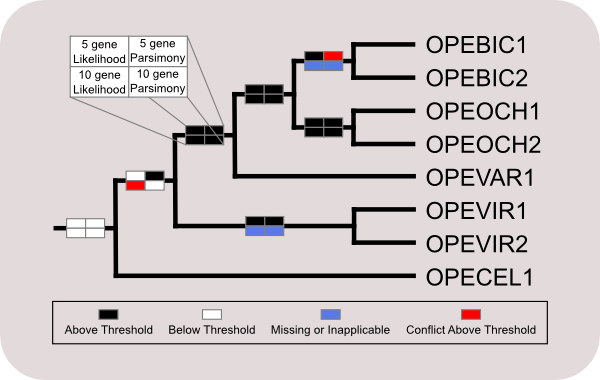 5 gene
Likelihood
5 gene
Parsimony
10 gene
Likelihood
10 gene
Parsimony
OPEBIC1
OPEBIC2
OPEOCH1
OPEOCH2
OPEVAR1
OPEVIR1
OPEVIR2
OPECEL1
Above Threshold
Below Threshold
Missing or Inapplicable
Conflict Above Threshold